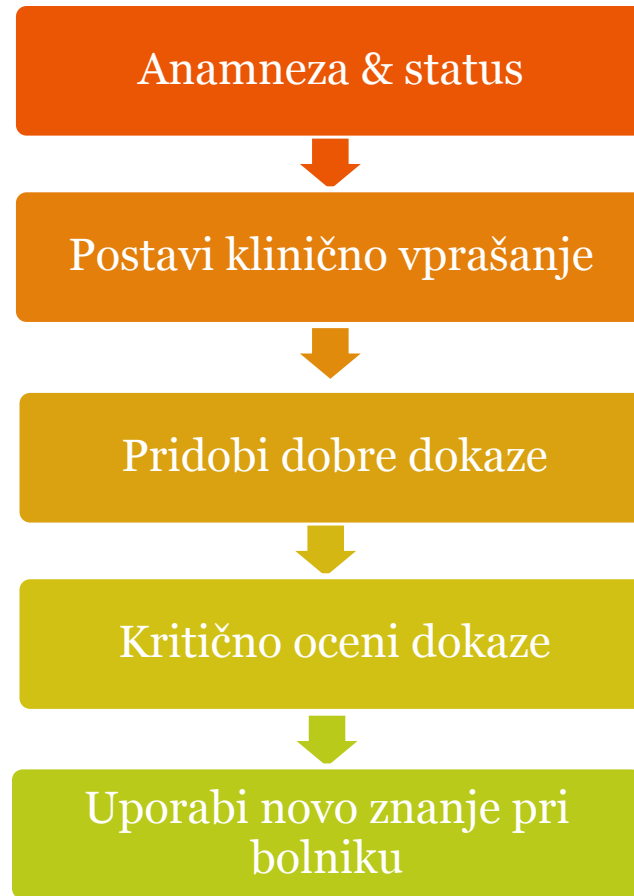 Anamneza & status
Postavi klinično vprašanje
Pridobi dobre dokaze
Kritično oceni dokaze
Uporabi novo znanje pri
bolniku